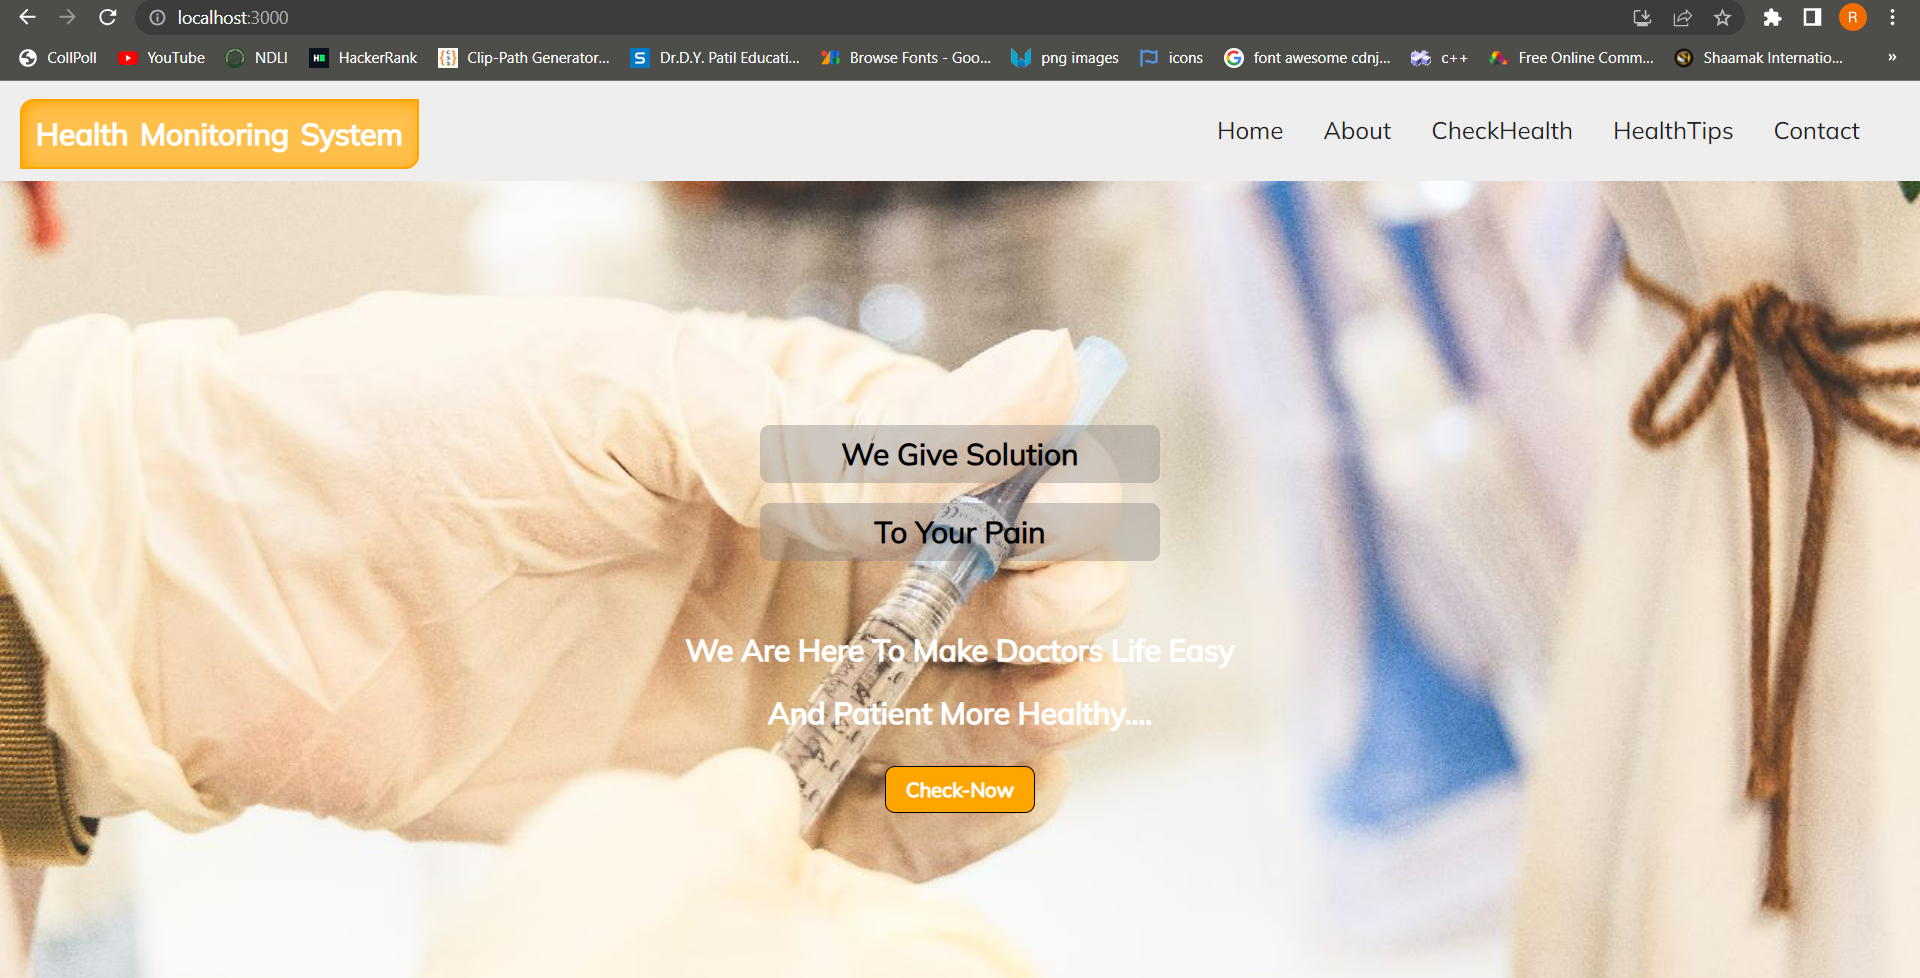 localhost:3000
R
CollPoll YouTube NDLI HackerRank Clip-Path Generator... Dr.D.Y. Patil Educati... Browse Fonts - Goo... png images icons font awesome cdnj... c++ Free Online Comm... Shaamak Internatio... »
Health Monitoring System
Home About CheckHealth HealthTips Contact
We Give Solution
To Your Pain
We Are Here To Make Doctors Life Easy
And Patient More Healthy....
Check-Now